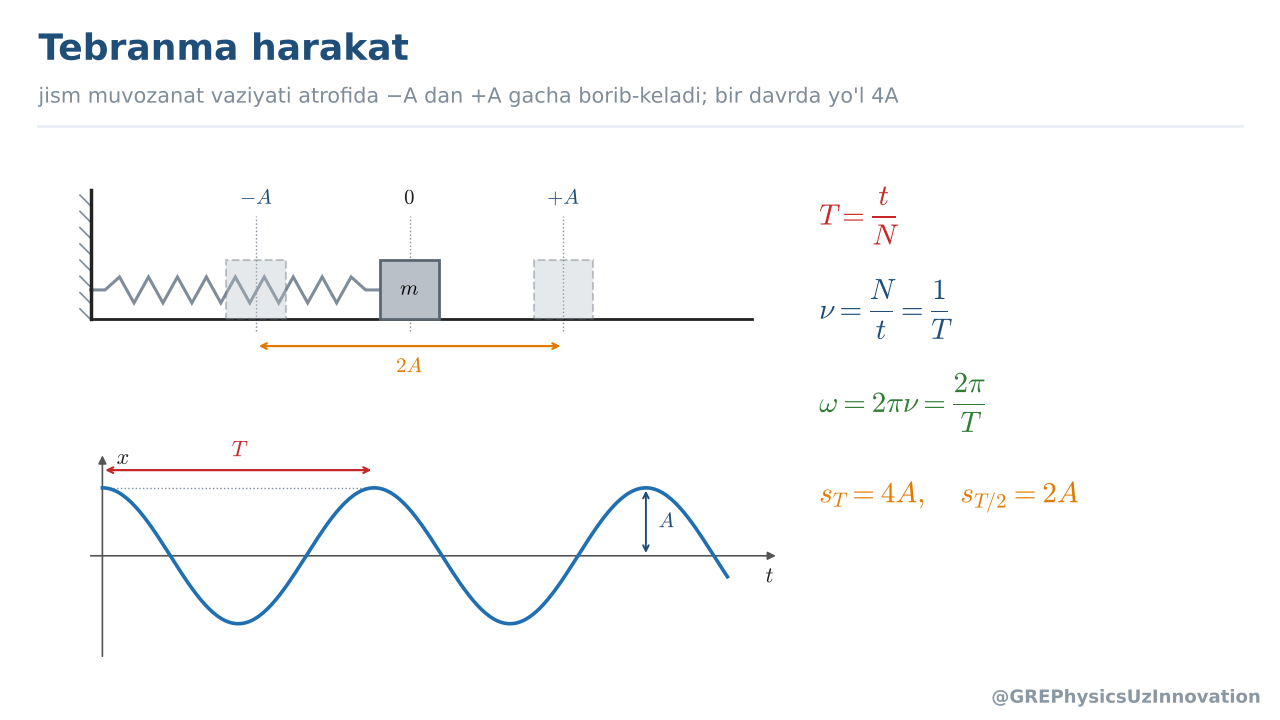 Tebranma harakat
jism muvozanat vaziyati atrofida −A dan +A gacha borib-keladi; bir davrda yo'l 4A
−A 0 +A
m
2A
T = t/N
ν = N/t = 1/T
ω = 2πν = 2π/T
s_T = 4A, s_{T/2} = 2A
T
x
A
t
@GREPhysicsUzInnovation